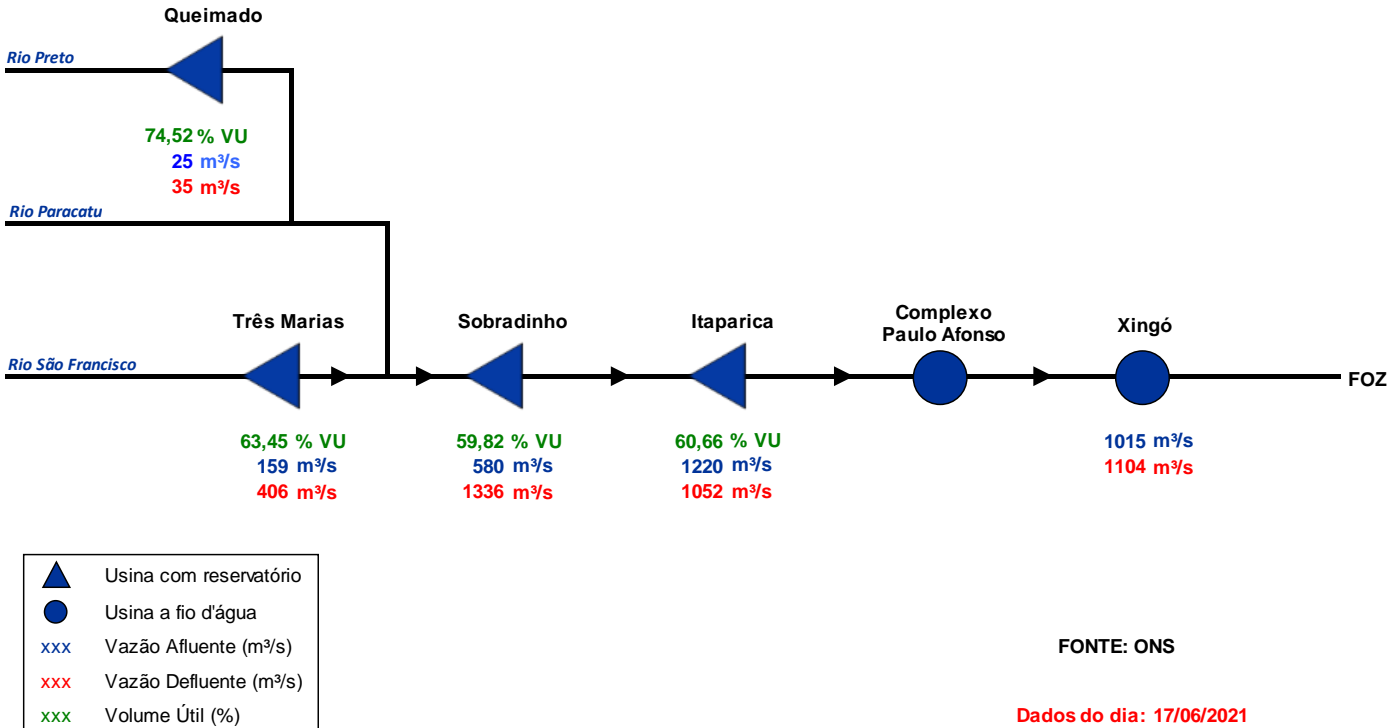 Queimado
Rio Preto
74,52 % VU
25 m³/s
35 m³/s
Rio Paracatu
Três Marias
Sobradinho
Itaparica
Complexo
Paulo Afonso
Xingó
Rio São Francisco
FOZ
63,45 % VU
159 m³/s
406 m³/s
59,82 % VU
580 m³/s
1336 m³/s
60,66 % VU
1220 m³/s
1052 m³/s
1015 m³/s
1104 m³/s
Usina com reservatório
Usina a fio d'água
xxx Vazão Afluente (m³/s)
xxx Vazão Defluente (m³/s)
xxx Volume Útil (%)
FONTE: ONS
Dados do dia: 17/06/2021